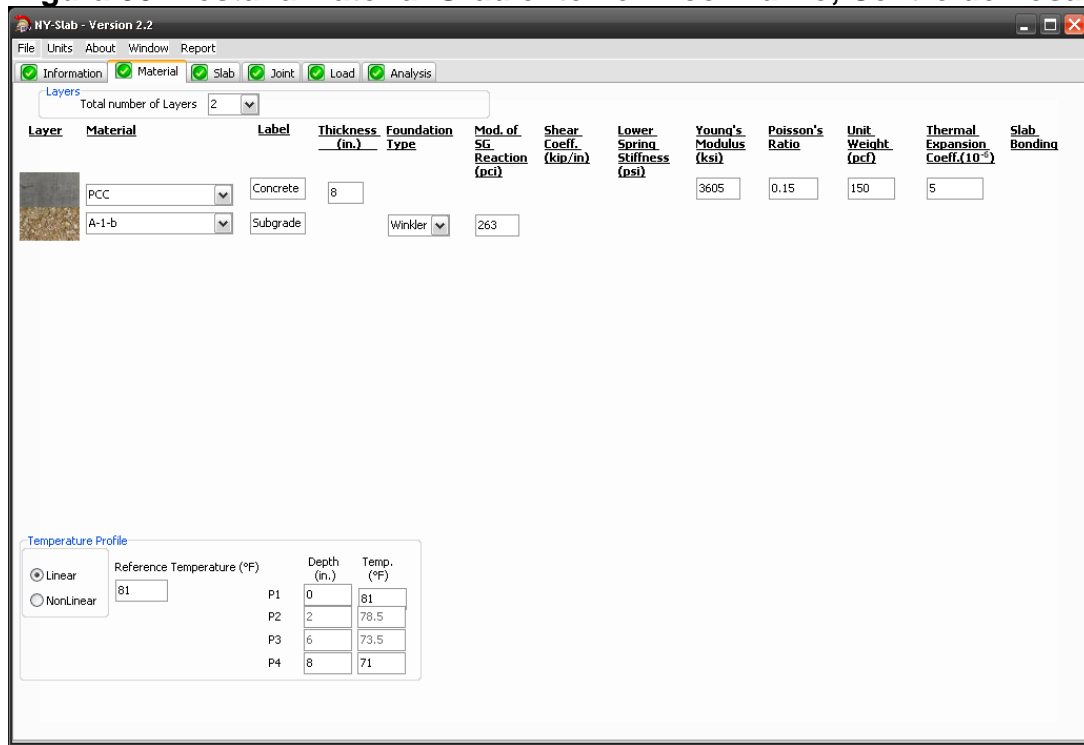 NY-Slab - Version 2.2
File Units About Window Report
Information Material Slab Joint Load Analysis
Layers
Total number of Layers 2
Layer Material Label Thickness (in.) Foundation Type Mod. of SG Reaction (pci) Shear Coeff. (kip/in) Lower Spring Stiffness (psi) Young's Modulus (ksi) Poisson's Ratio Unit Weight (pcf) Thermal Expansion Coeff.(10⁻⁶) Slab Bonding
PCC Concrete 8 3605 0.15 150 5
A-1-b Subgrade Winkler 263
Temperature Profile
Linear
NonLinear
Reference Temperature (°F)
81
Depth (in.) Temp. (°F)
P1 0 81
P2 2 78.5
P3 6 73.5
P4 8 71